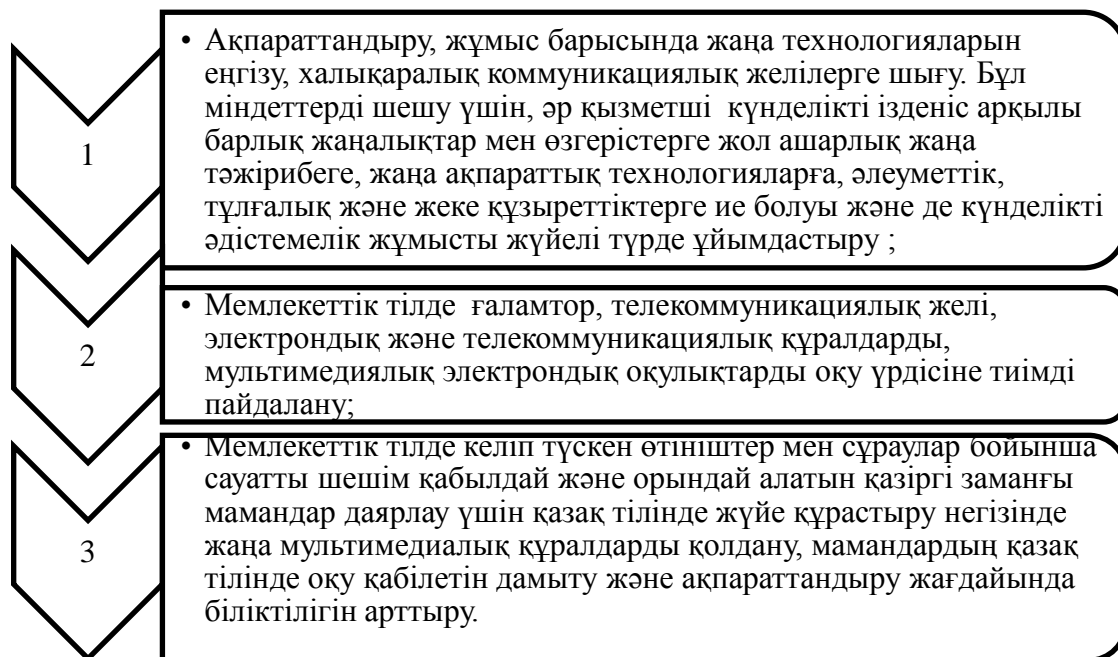 1
• Ақпараттандыру, жұмыс барысында жаңа технологияларын
еңгізу, халықаралық коммуникациялық желілерге шығу. Бұл
міндеттерді шешу үшін, әр қызметші күнделікті ізденіс арқылы
барлық жаңалықтар мен өзгерістерге жол ашарлық жаңа
тәжірибеге, жаңа ақпараттық технологияларға, әлеуметтік,
тұлғалық және жеке құзыреттіктерге ие болуы және де күнделікті
әдістемелік жұмысты жүйелі түрде ұйымдастыру ;
2
• Мемлекеттік тілде ғаламтор, телекоммуникациялық желі,
электрондық және телекоммуникациялық құралдарды,
мультимедиялық электрондық оқулықтарды оқу үрдісіне тиімді
пайдалану;
3
• Мемлекеттік тілде келіп түскен өтініштер мен сұраулар бойынша
сауатты шешім қабылдай және орындай алатын қазіргі заманғы
мамандар даярлау үшін қазақ тілінде жүйе құрастыру негізінде
жаңа мультимедиалық құралдарды қолдану, мамандардың қазақ
тілінде оқу қабілетін дамыту және ақпараттандыру жағдайында
біліктілігін арттыру.